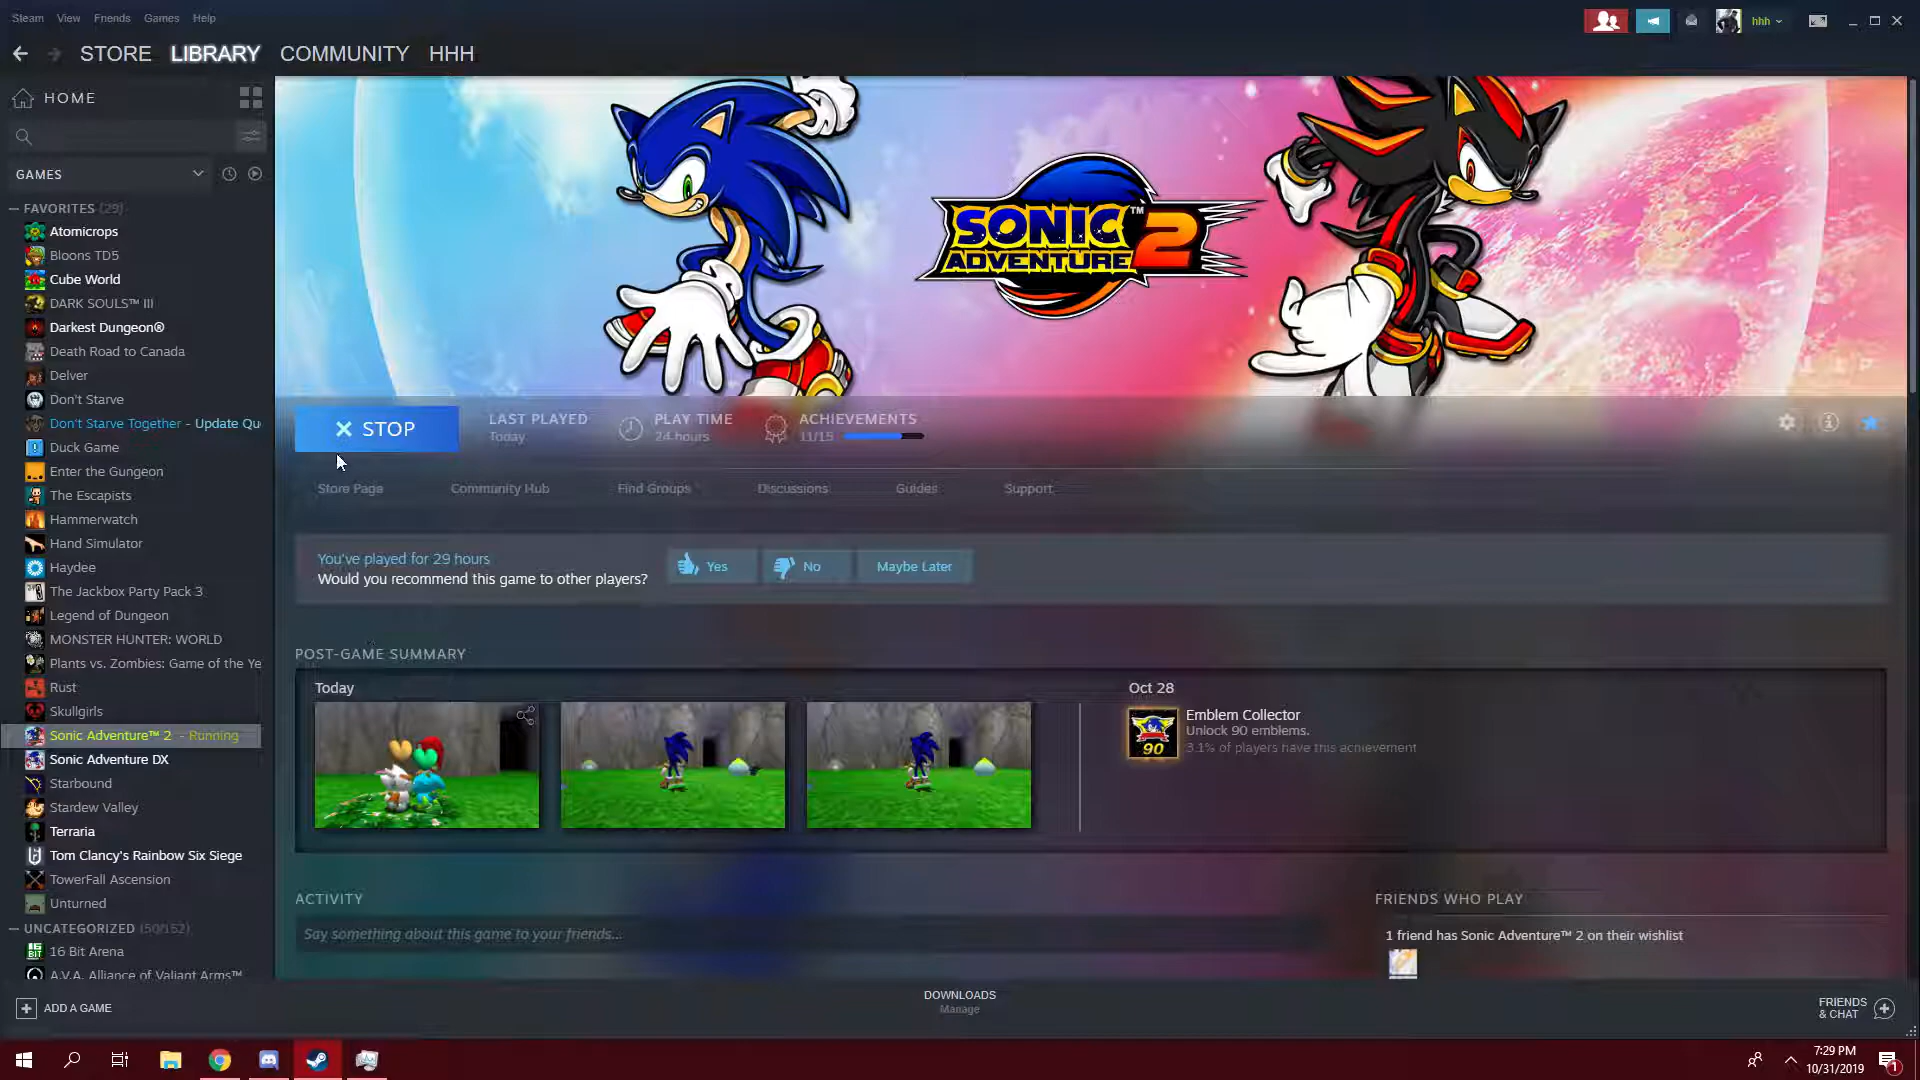 Steam View Friends Games Help
hhh
STORE LIBRARY COMMUNITY HHH
HOME
GAMES
FAVORITES (29)
Atomicrops
Bloons TD5
Cube World
DARK SOULS™ III
Darkest Dungeon®
Death Road to Canada
Delver
Don't Starve
Don't Starve Together - Update Qu
Duck Game
Enter the Gungeon
The Escapists
Hammerwatch
Hand Simulator
Haydee
The Jackbox Party Pack 3
Legend of Dungeon
MONSTER HUNTER: WORLD
Plants vs. Zombies: Game of the Ye
Rust
Skullgirls
Sonic Adventure™ 2 - Running
Sonic Adventure DX
Starbound
Stardew Valley
Terraria
Tom Clancy's Rainbow Six Siege
TowerFall Ascension
Unturned
UNCATEGORIZED (50/152)
16 Bit Arena
A.V.A. Alliance of Valiant Arms™
ADD A GAME
SONIC™
ADVENTURE 2
STOP
LAST PLAYED
Today
PLAY TIME
24 hours
ACHIEVEMENTS
11/15
Store Page Community Hub Find Groups Discussions Guides Support
You've played for 29 hours
Would you recommend this game to other players?
Yes No Maybe Later
POST-GAME SUMMARY
Today
Oct 28
90
Emblem Collector
Unlock 90 emblems.
3.1% of players have this achievement
ACTIVITY
Say something about this game to your friends...
FRIENDS WHO PLAY
1 friend has Sonic Adventure™ 2 on their wishlist
DOWNLOADS
Manage
FRIENDS
& CHAT
7:29 PM
10/31/2019
1